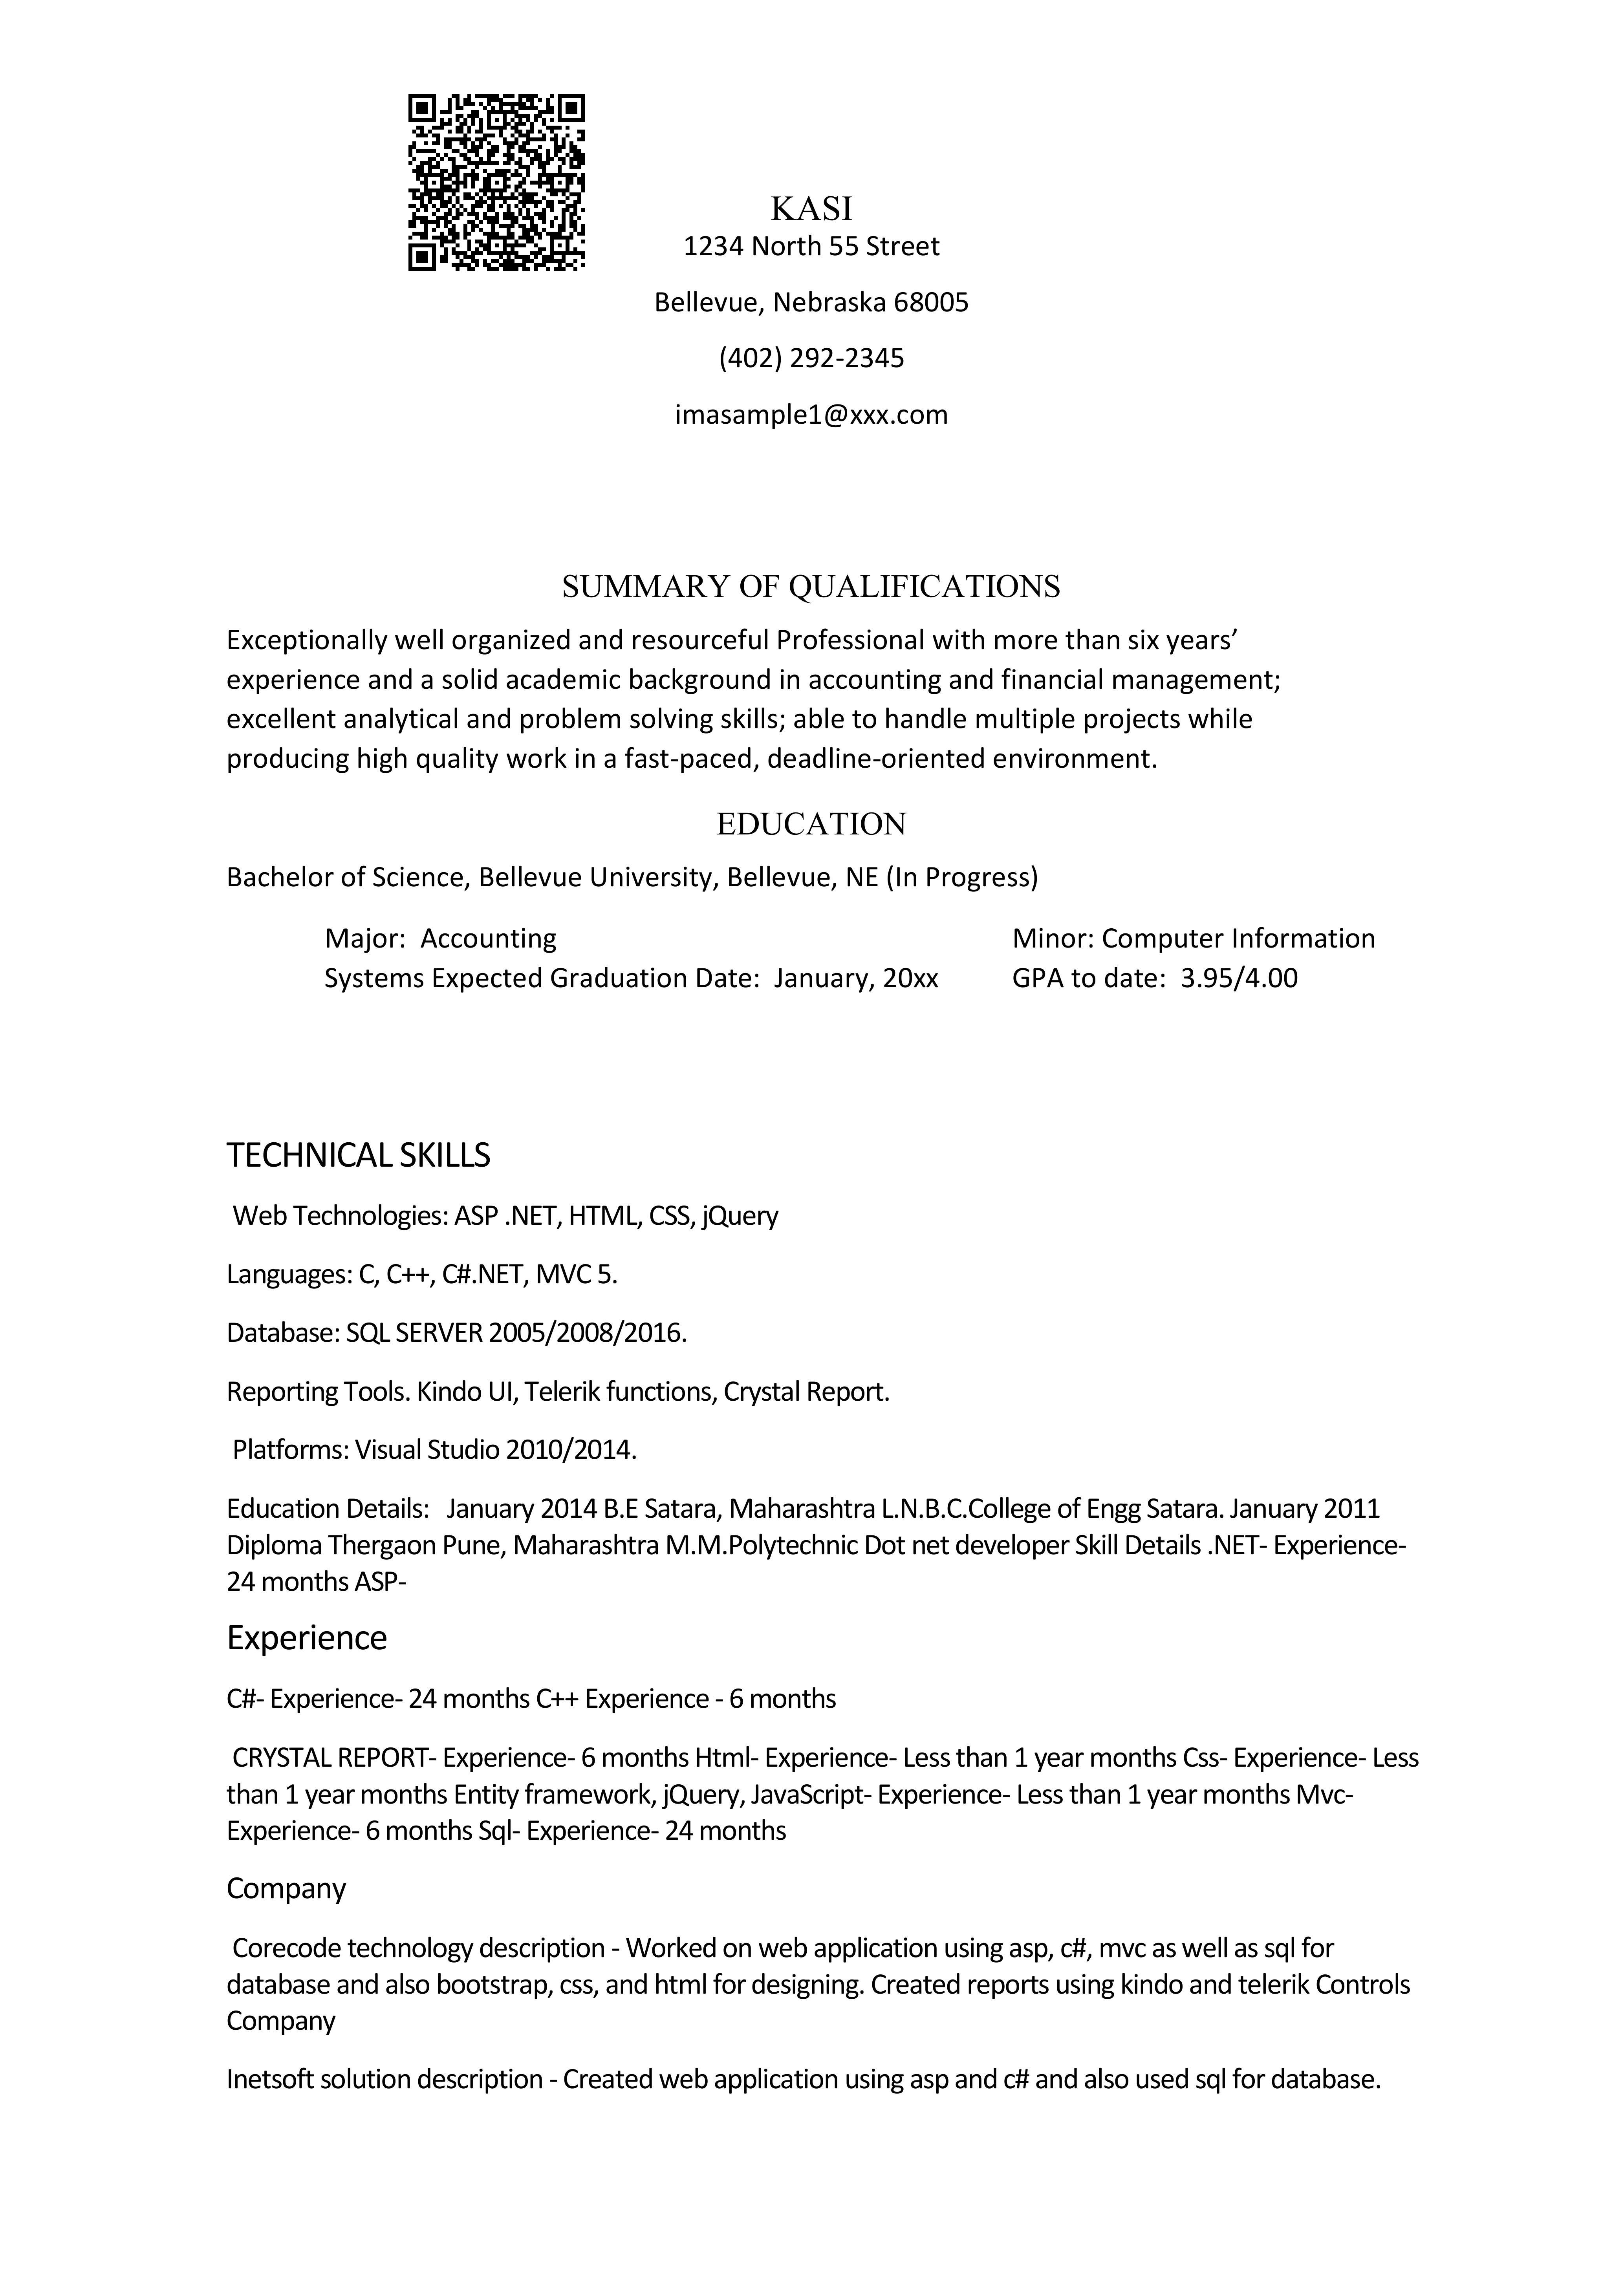 KASI
1234 North 55 Street
Bellevue, Nebraska 68005
(402) 292-2345
imasample1@xxx.com
SUMMARY OF QUALIFICATIONS
Exceptionally well organized and resourceful Professional with more than six years’
experience and a solid academic background in accounting and financial management;
excellent analytical and problem solving skills; able to handle multiple projects while
producing high quality work in a fast-paced, deadline-oriented environment.
EDUCATION
Bachelor of Science, Bellevue University, Bellevue, NE (In Progress)
Major: Accounting Minor: Computer Information
Systems Expected Graduation Date: January, 20xx GPA to date: 3.95/4.00
TECHNICAL SKILLS
Web Technologies: ASP .NET, HTML, CSS, jQuery
Languages: C, C++, C#.NET, MVC 5.
Database: SQL SERVER 2005/2008/2016.
Reporting Tools. Kindo UI, Telerik functions, Crystal Report.
Platforms: Visual Studio 2010/2014.
Education Details: January 2014 B.E Satara, Maharashtra L.N.B.C.College of Engg Satara. January 2011
Diploma Thergaon Pune, Maharashtra M.M.Polytechnic Dot net developer Skill Details .NET- Experience-
24 months ASP-
Experience
C#- Experience- 24 months C++ Experience - 6 months
CRYSTAL REPORT- Experience- 6 months Html- Experience- Less than 1 year months Css- Experience- Less
than 1 year months Entity framework, jQuery, JavaScript- Experience- Less than 1 year months Mvc-
Experience- 6 months Sql- Experience- 24 months
Company
Corecode technology description - Worked on web application using asp, c#, mvc as well as sql for
database and also bootstrap, css, and html for designing. Created reports using kindo and telerik Controls
Company
Inetsoft solution description - Created web application using asp and c# and also used sql for database.